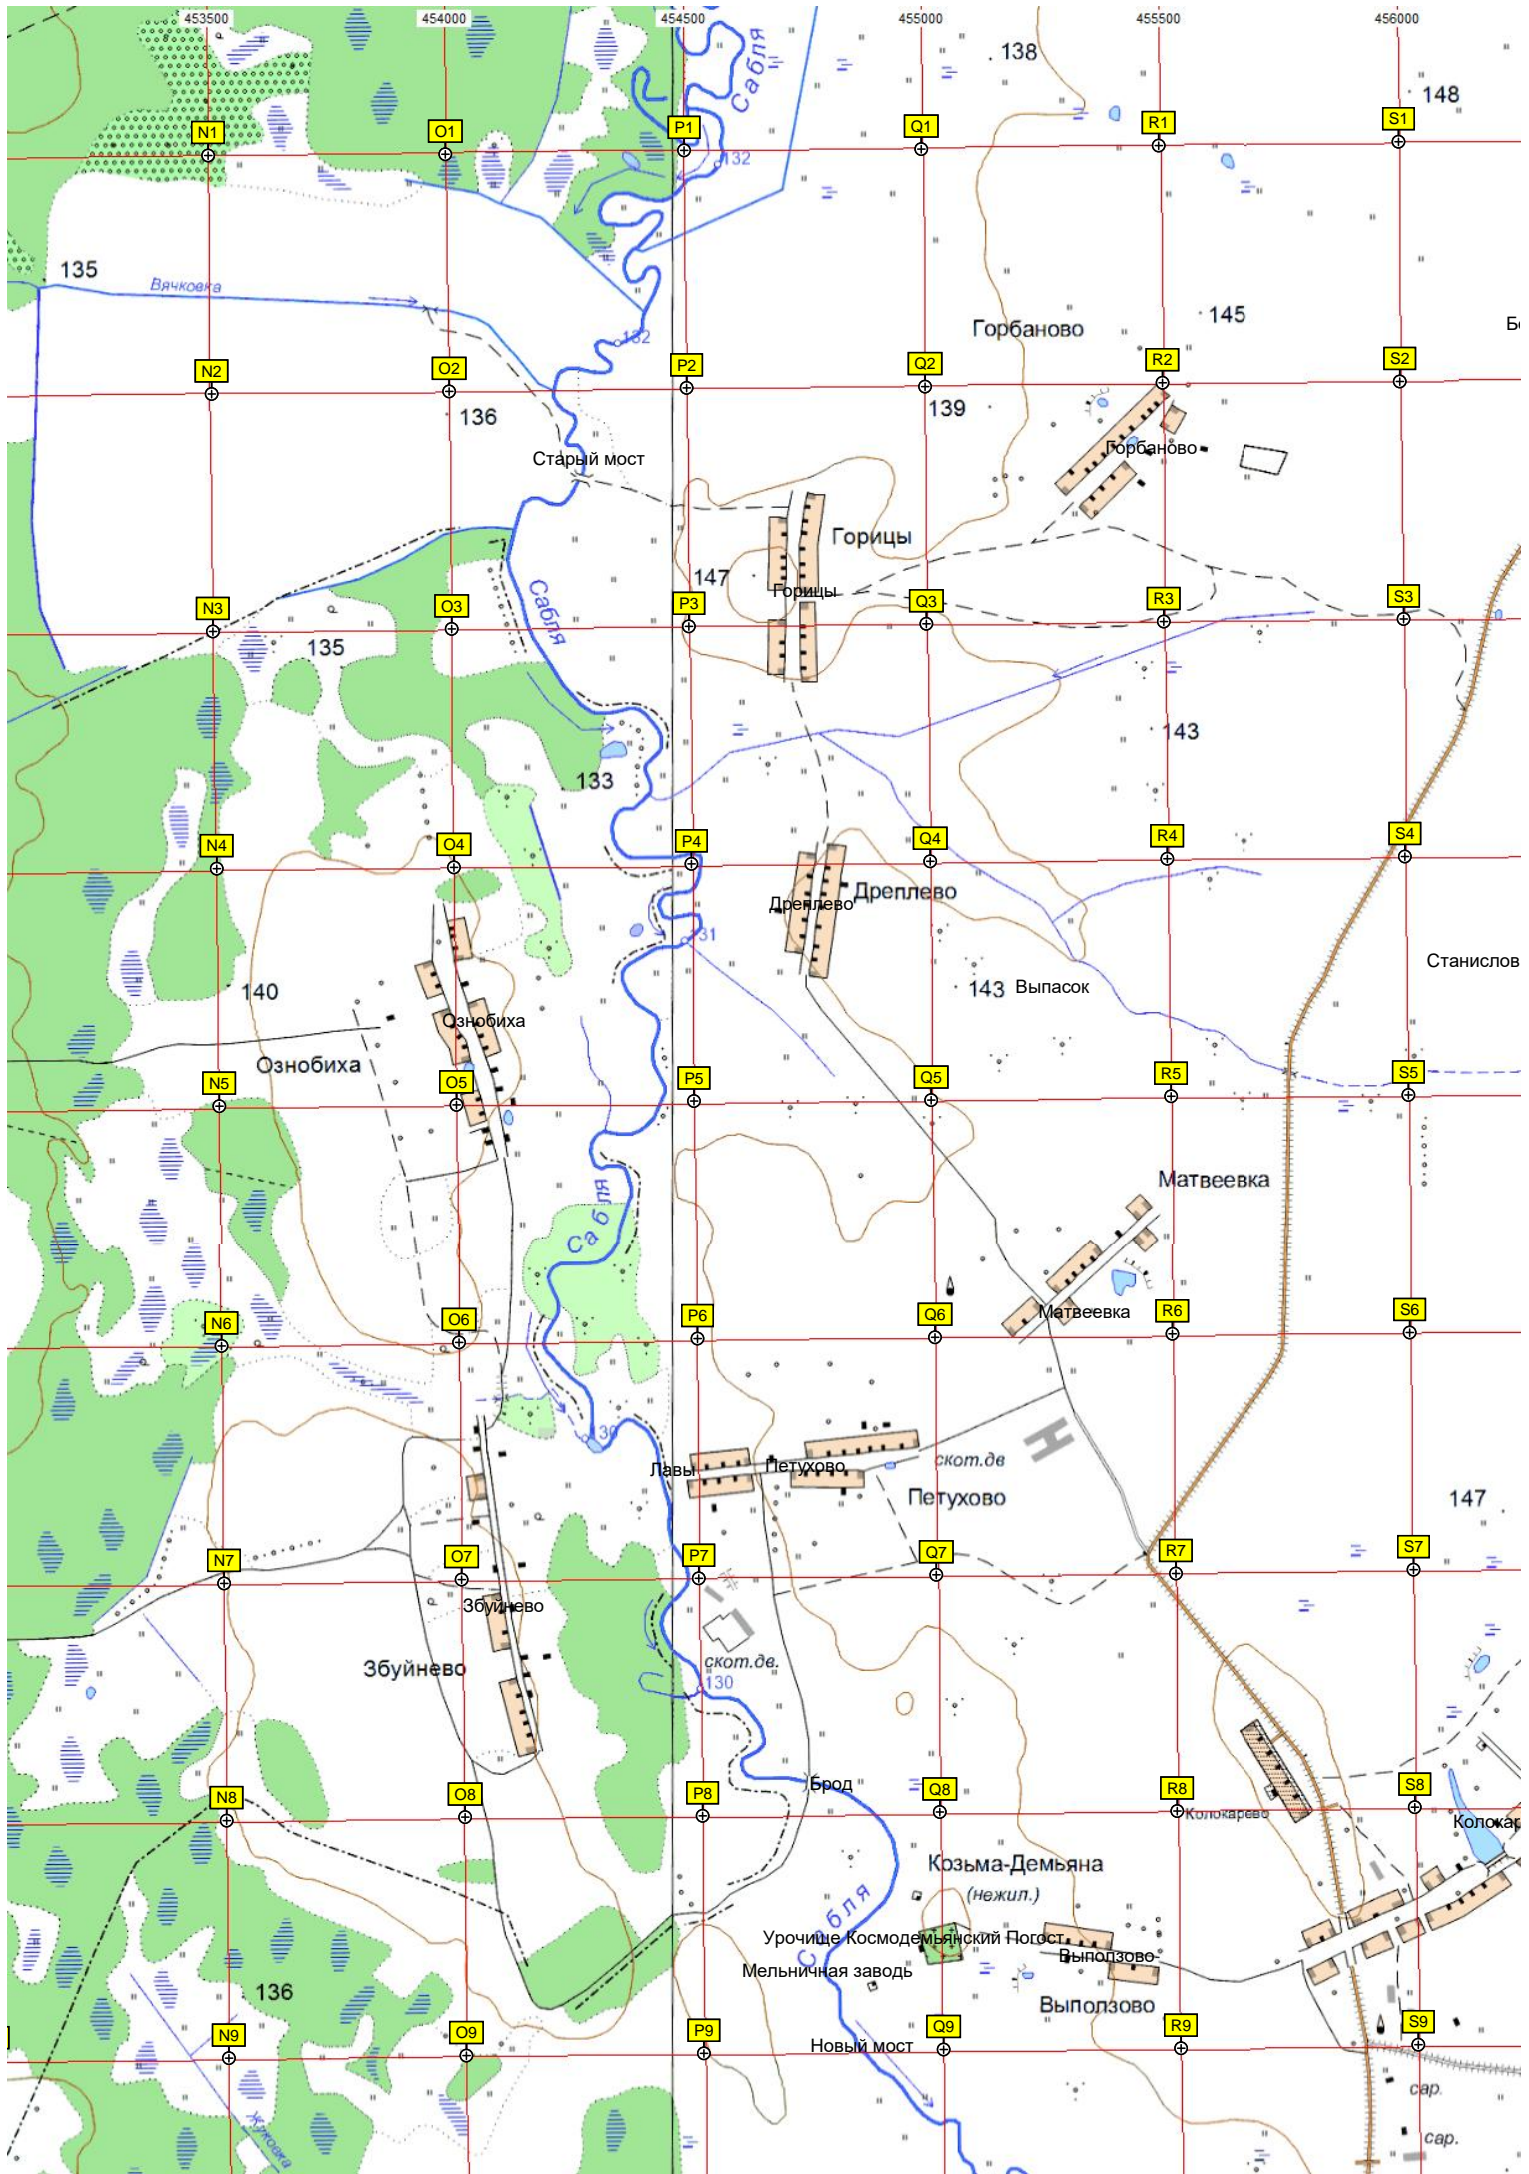 453500 454000 454500 455000 455500 456000
Сабля
138
148
N1 O1 P1 Q1 R1 S1
132
135
Вячковка
145
Горбаново
132
N2 O2 P2 Q2 R2 S2
136
139
Горбаново
Старый мост
Горицы
147
Горицы
Сабля
N3 O3 P3 Q3 R3 S3
135
143
133
N4 O4 P4 Q4 R4 S4
Дреплево
Дреплево
131
Станислов
140
143 Выпасок
Ознобиха
Ознобиха
N5 O5 P5 Q5 R5 S5
Матвеевка
Сабля
Матвеевка
N6 O6 P6 Q6 R6 S6
130
скот.дв
Лавы Петухово
Петухово
147
N7 O7 P7 Q7 R7 S7
Збуйнево
Збуйнево
скот.дв.
130
Брод
N8 O8 P8 Q8 R8 S8
Колокарево
Колокар
Козьма-Демьяна
(нежил.)
Сабля
Урочище Космодемьянский Погост
Выползово
Мельничная заводь
136
Выползово
N9 O9 P9 Q9 R9 S9
Новый мост
Жуковка
сар.
сар.